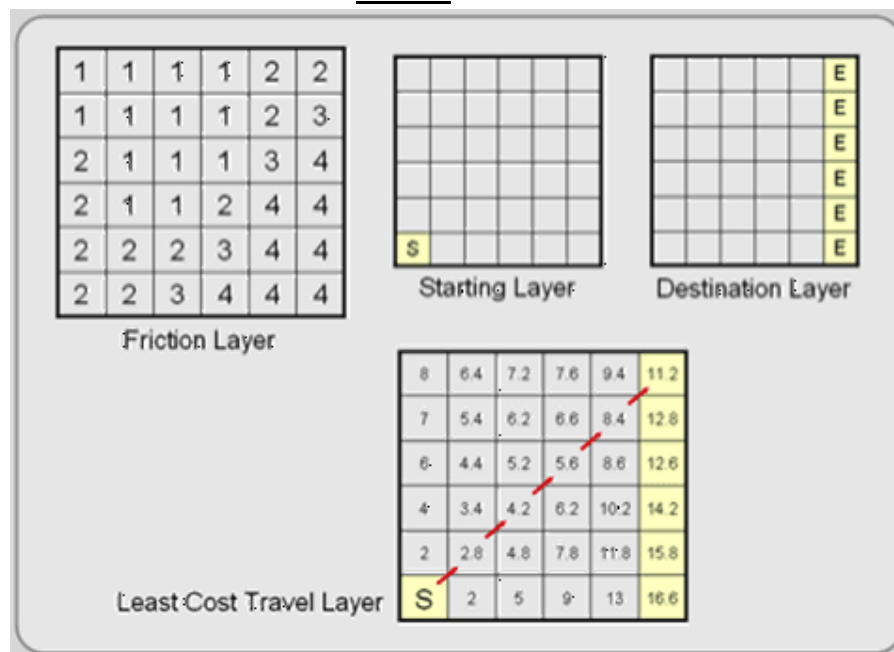 1 1 1 1 2 2
1 1 1 1 2 3
2 1 1 1 3 4
2 1 1 2 4 4
2 2 2 3 4 4
2 2 3 4 4 4
Friction Layer
S
Starting Layer
E
E
E
E
E
E
Destination Layer
8 6.4 7.2 7.6 9.4 11.2
7 5.4 6.2 6.6 8.4 12.8
6 4.4 5.2 5.6 8.6 12.6
4 3.4 4.2 6.2 10.2 14.2
2 2.8 4.8 7.8 11.8 15.8
S 2 5 9 13 16.6
Least Cost Travel Layer